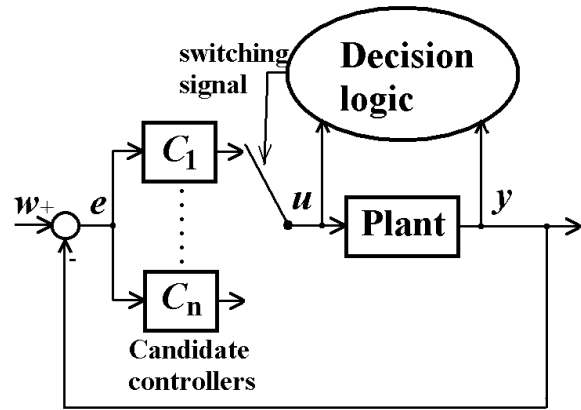 switching
signal
Decision
logic
C1
w+
e
u
y
-
Plant
Cn
Candidate
controllers